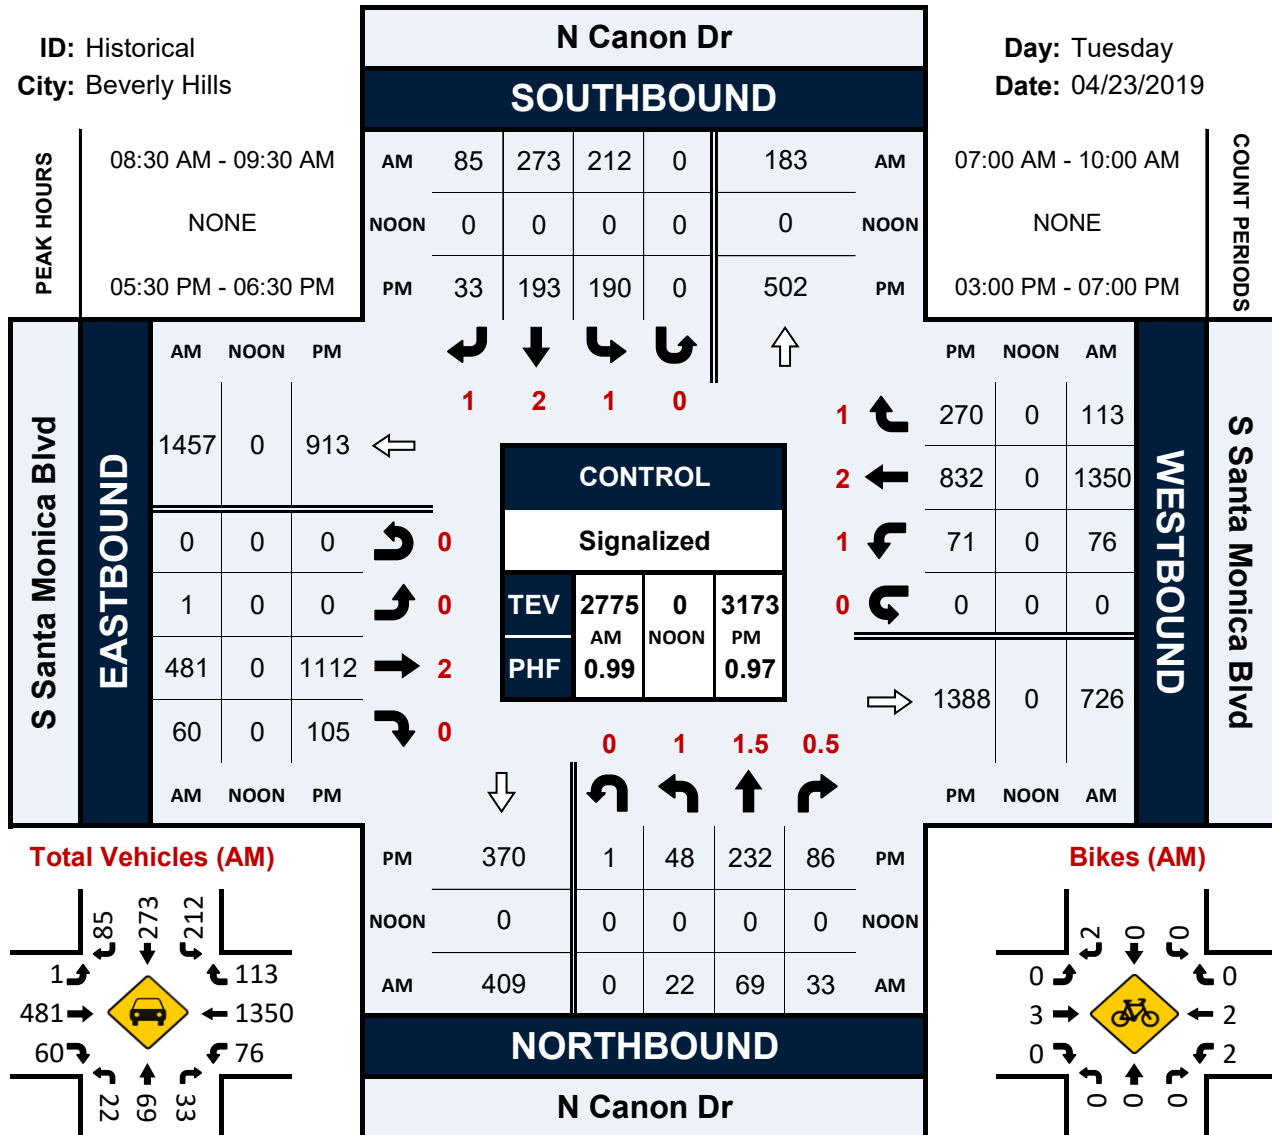 N Canon Dr
ID: Historical
Day: Tuesday
City: Beverly Hills
Date: 04/23/2019
SOUTHBOUND
PEAK HOURS
08:30 AM - 09:30 AM
NONE
05:30 PM - 06:30 PM
AM 85 273 212 0 183 AM
NOON 0 0 0 0 0 NOON
PM 33 193 190 0 502 PM
07:00 AM - 10:00 AM
NONE
03:00 PM - 07:00 PM
COUNT PERIODS
1 2 1 0
S Santa Monica Blvd
EASTBOUND
AM NOON PM
1457 0 913
0 0 0 0
1 0 0 0
481 0 1112 2
60 0 105 0
AM NOON PM
CONTROL
Signalized
TEV 2775 0 3173
AM NOON PM
PHF 0.99 0.97
PM NOON AM
1 270 0 113
2 832 0 1350
1 71 0 76
0 0 0 0
1388 0 726
PM NOON AM
WESTBOUND
S Santa Monica Blvd
0 1 1.5 0.5
PM 370 1 48 232 86 PM
NOON 0 0 0 0 0 NOON
AM 409 0 22 69 33 AM
NORTHBOUND
N Canon Dr
Total Vehicles (AM)
85 273 212
1 113
481 1350
60 76
22 69 33
Bikes (AM)
2 0 0
0 0
3 2
0 2
0 0 0